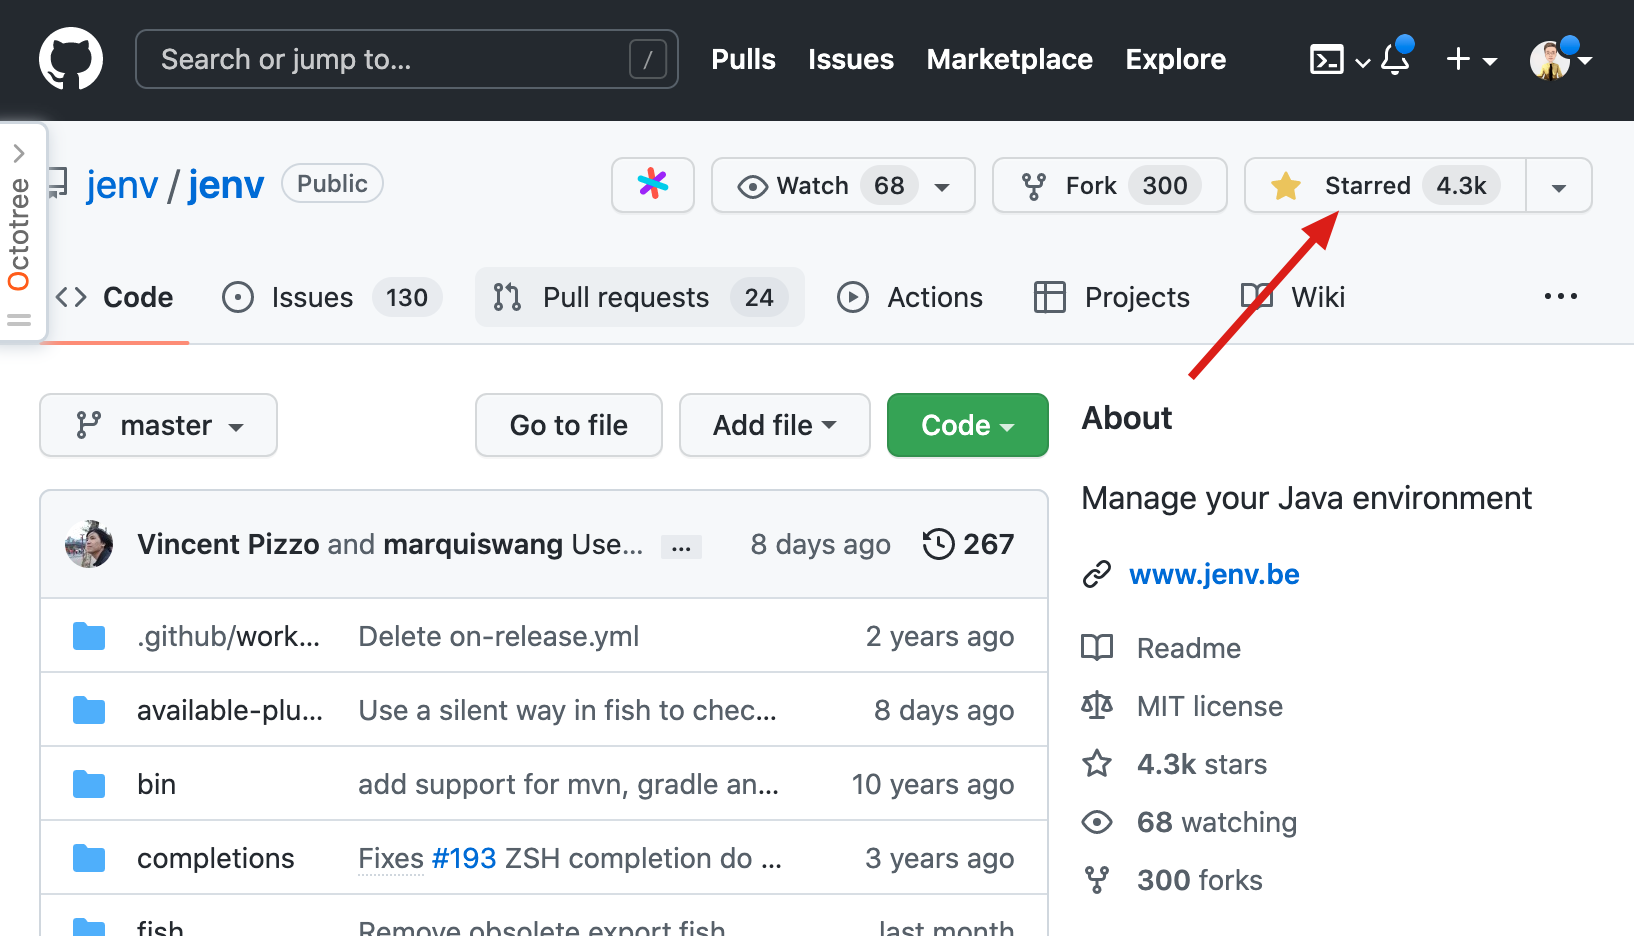 Search or jump to... /
Pulls Issues Marketplace Explore
Octotree
jenv / jenv Public
Watch 68
Fork 300
Starred 4.3k
Code
Issues 130
Pull requests 24
Actions
Projects
Wiki
master
Go to file
Add file
Code
Vincent Pizzo and marquiswang Use... ... 8 days ago 267
.github/work... Delete on-release.yml 2 years ago
available-plu... Use a silent way in fish to chec... 8 days ago
bin add support for mvn, gradle an... 10 years ago
completions Fixes #193 ZSH completion do ... 3 years ago
fish Remove obsolete export fish last month
About
Manage your Java environment
www.jenv.be
Readme
MIT license
4.3k stars
68 watching
300 forks